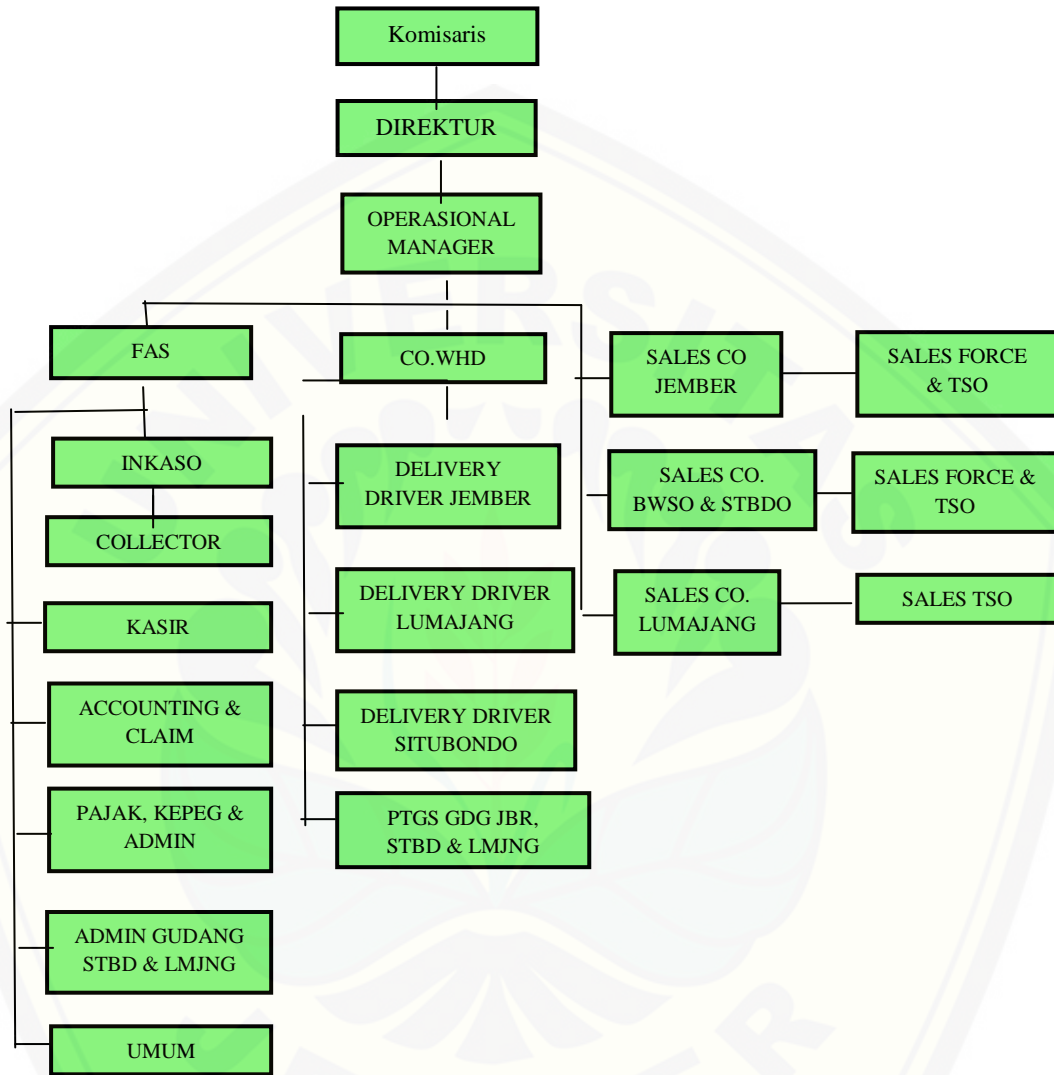 Komisaris
DIREKTUR
OPERASIONAL
MANAGER
FAS
CO.WHD
SALES CO
JEMBER
SALES FORCE
& TSO
INKASO
COLLECTOR
KASIR
ACCOUNTING &
CLAIM
PAJAK, KEPEG &
ADMIN
ADMIN GUDANG
STBD & LMJNG
UMUM
DELIVERY
DRIVER JEMBER
DELIVERY DRIVER
LUMAJANG
DELIVERY DRIVER
SITUBONDO
PTGS GDG JBR,
STBD & LMJNG
SALES CO.
BWSO & STBDO
SALES FORCE &
TSO
SALES CO.
LUMAJANG
SALES TSO
UNIVERSITAS